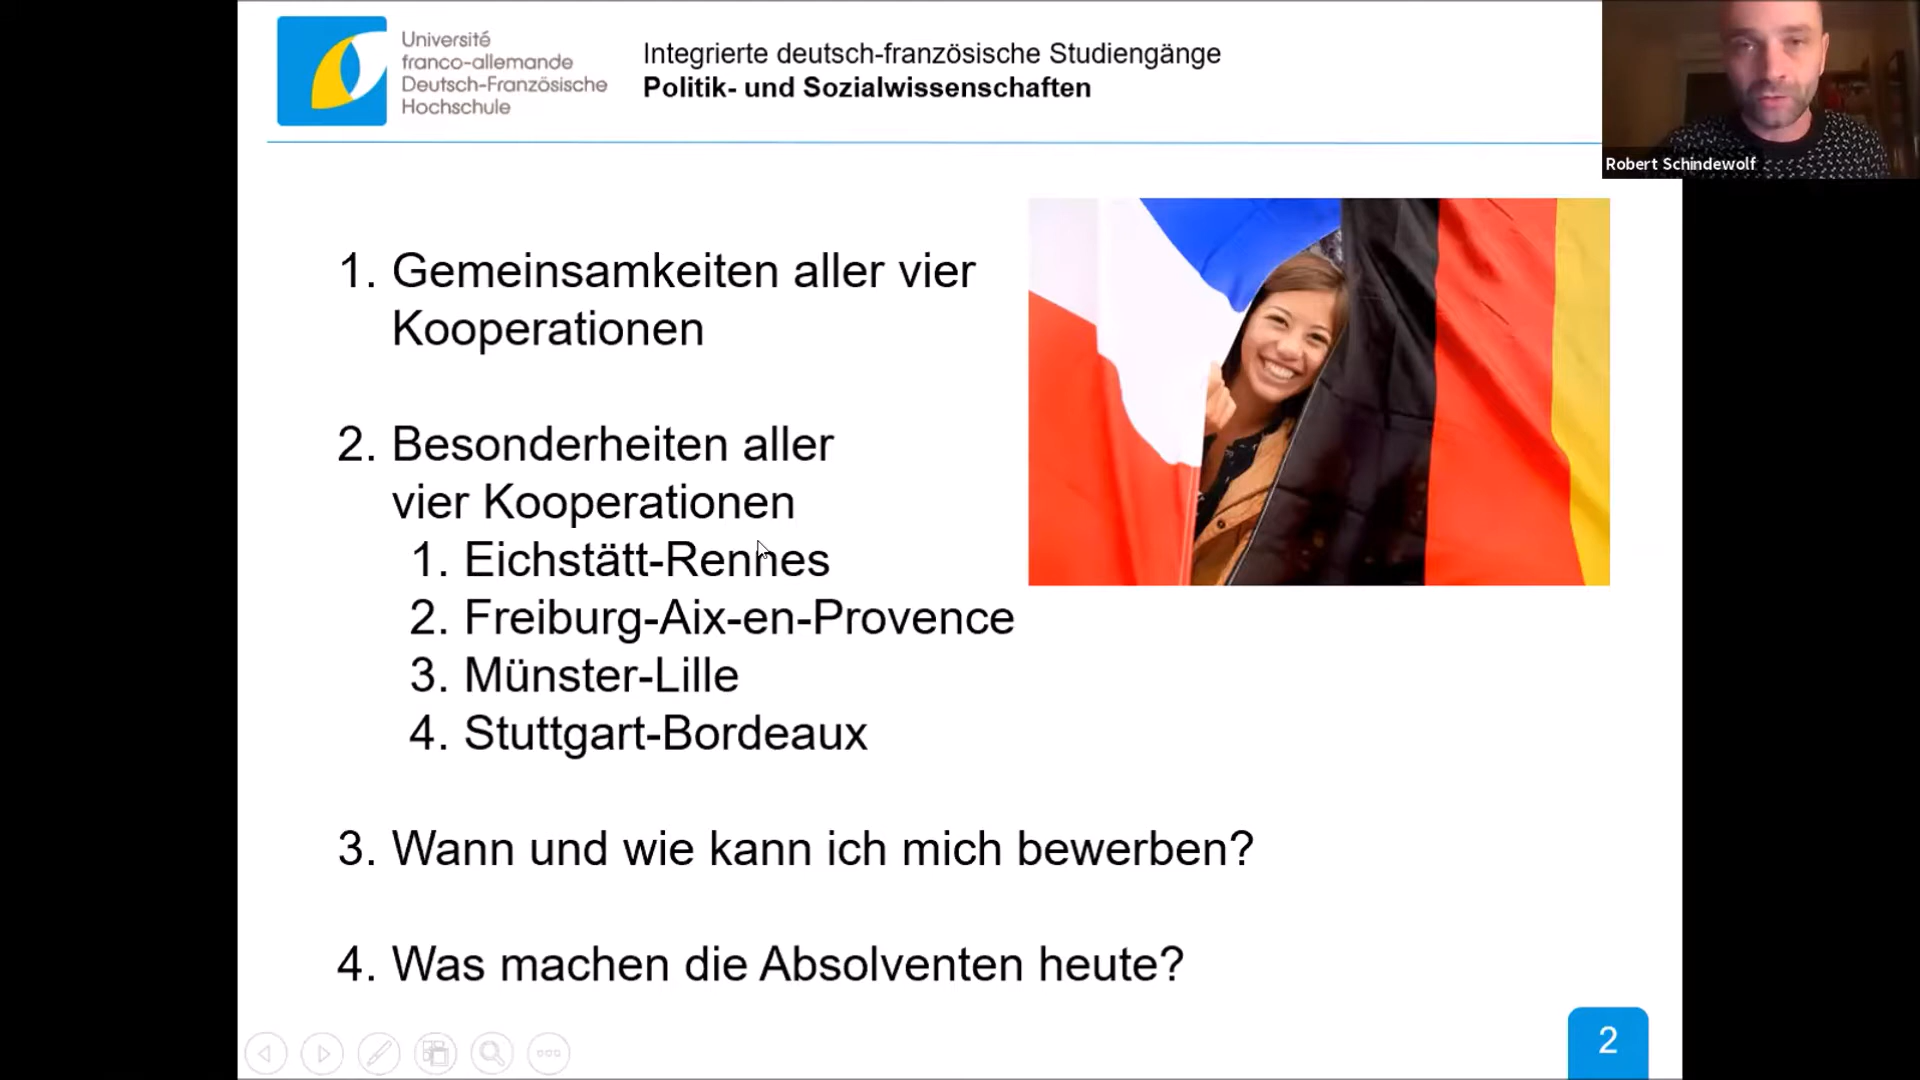 Université
franco-allemande
Deutsch-Französische
Hochschule
Integrierte deutsch-französische Studiengänge
Politik- und Sozialwissenschaften
Robert Schindewolf
1. Gemeinsamkeiten aller vier
Kooperationen
2. Besonderheiten aller
vier Kooperationen
1. Eichstätt-Rennes
2. Freiburg-Aix-en-Provence
3. Münster-Lille
4. Stuttgart-Bordeaux
3. Wann und wie kann ich mich bewerben?
4. Was machen die Absolventen heute?
2